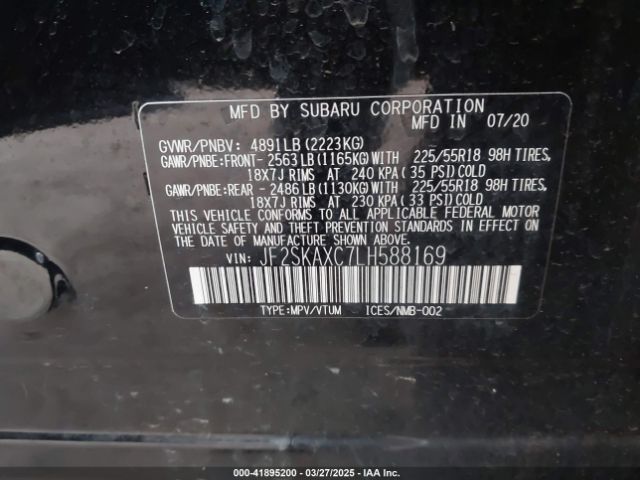 MFD BY SUBARU CORPORATION
MFD IN 07/20
GVWR/PNBV: 4891LB(2223KG)
GAWR/PNBE:FRONT- 2563LB(1165KG)WITH 225/55R18 98H TIRES,
18X7J RIMS AT 240 KPA(35 PSI)COLD
GAWR/PNBE:REAR - 2486LB(1130KG)WITH 225/55R18 98H TIRES,
18X7J RIMS AT 230 KPA(33 PSI)COLD
THIS VEHICLE CONFORMS TO ALL APPLICABLE FEDERAL MOTOR
VEHICLE SAFETY AND THEFT PREVENTION STANDARDS IN EFFECT
ON THE DATE OF MANUFACTURE SHOWN ABOVE.
VIN: JF2SKAXC7LH588169
TYPE:MPV/VTUM ICES/NMB-002
000-41895200 - 03/27/2025 - IAA Inc.